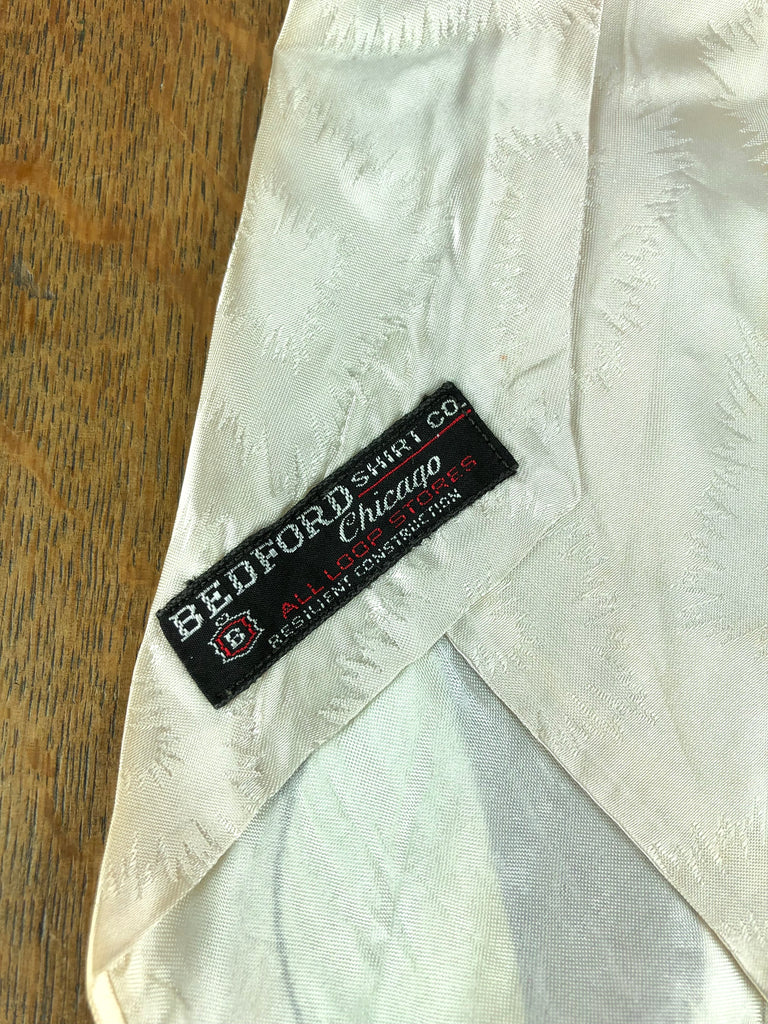 BEDFORD SHIRT CO.
Chicago
ALL LOOP STORES
B RESILIENT CONSTRUCTION